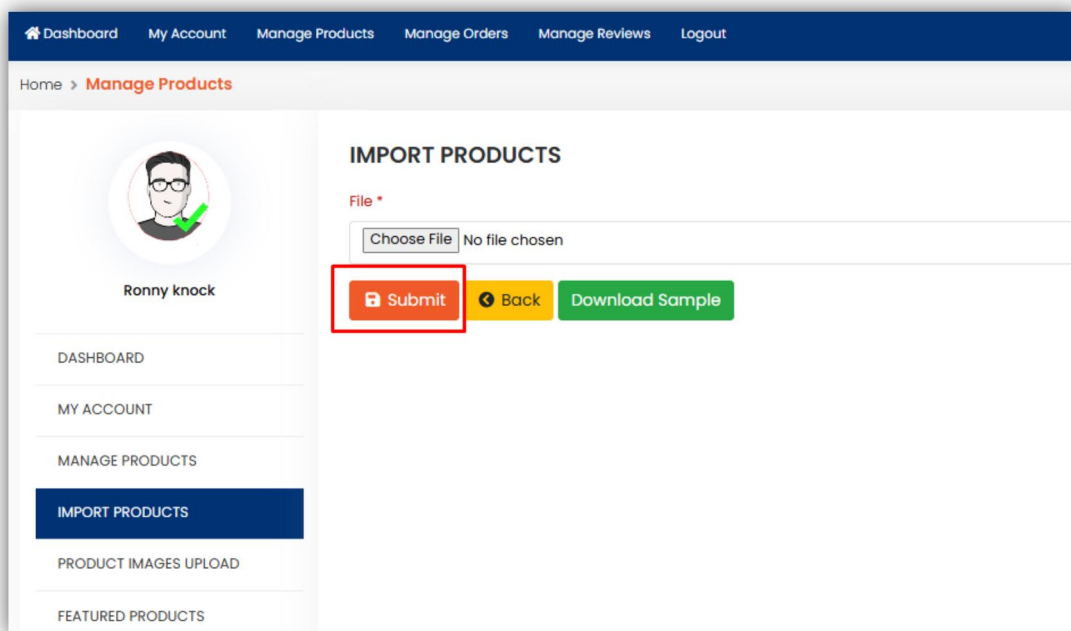 Dashboard My Account Manage Products Manage Orders Manage Reviews Logout
Home > Manage Products
Ronny knock
DASHBOARD
MY ACCOUNT
MANAGE PRODUCTS
IMPORT PRODUCTS
PRODUCT IMAGES UPLOAD
FEATURED PRODUCTS
IMPORT PRODUCTS
File *
Choose File No file chosen
Submit Back Download Sample